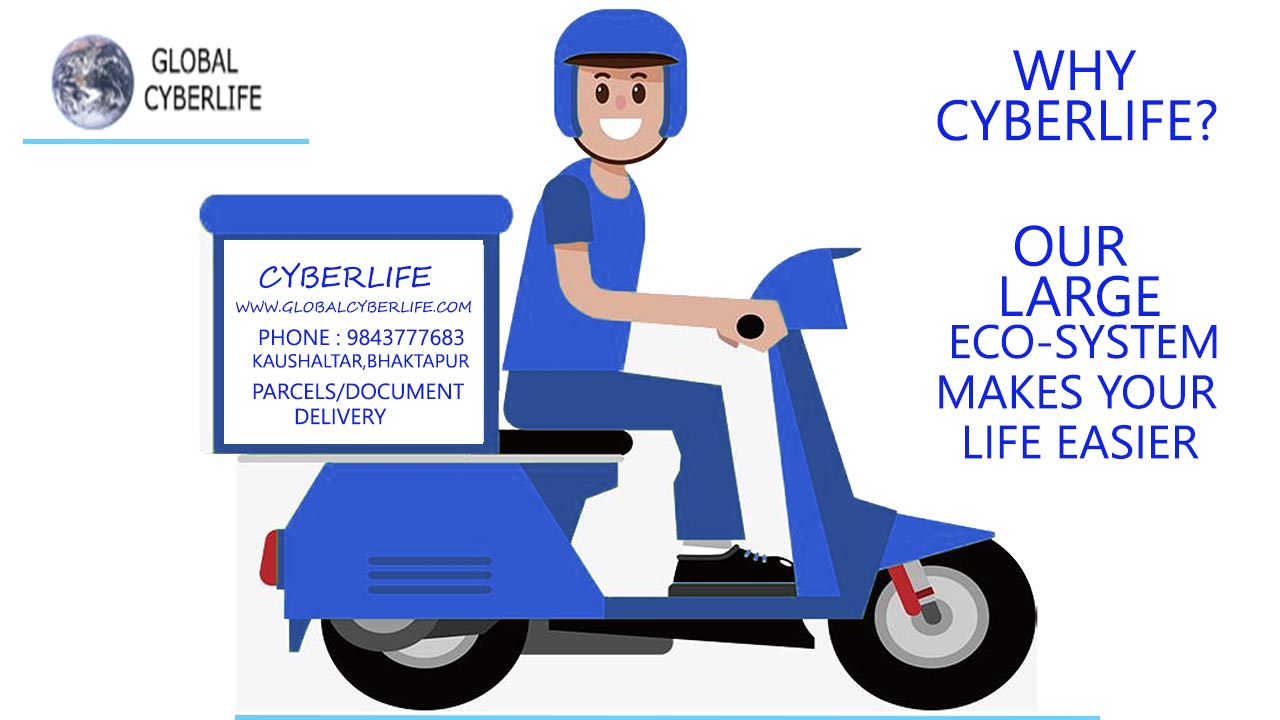 GLOBAL
CYBERLIFE
WHY
CYBERLIFE?
OUR
LARGE
ECO-SYSTEM
MAKES YOUR
LIFE EASIER
CYBERLIFE
WWW.GLOBALCYBERLIFE.COM
PHONE : 9843777683
KAUSHALTAR,BHAKTAPUR
PARCELS/DOCUMENT
DELIVERY